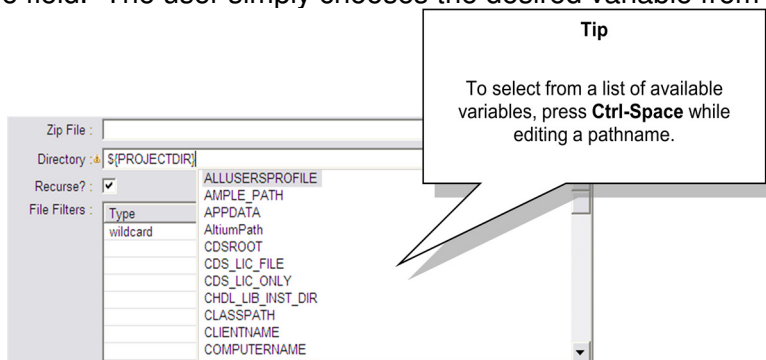 e field. The user simply chooses the desired variable from
Tip
To select from a list of available
variables, press Ctrl-Space while
editing a pathname.
Zip File :
Directory : ${PROJECTDIR}
Recurse? :
File Filters : Type
wildcard
ALLUSERSPROFILE
AMPLE_PATH
APPDATA
AltiumPath
CDSROOT
CDS_LIC_FILE
CDS_LIC_ONLY
CHDL_LIB_INST_DIR
CLASSPATH
CLIENTNAME
COMPUTERNAME